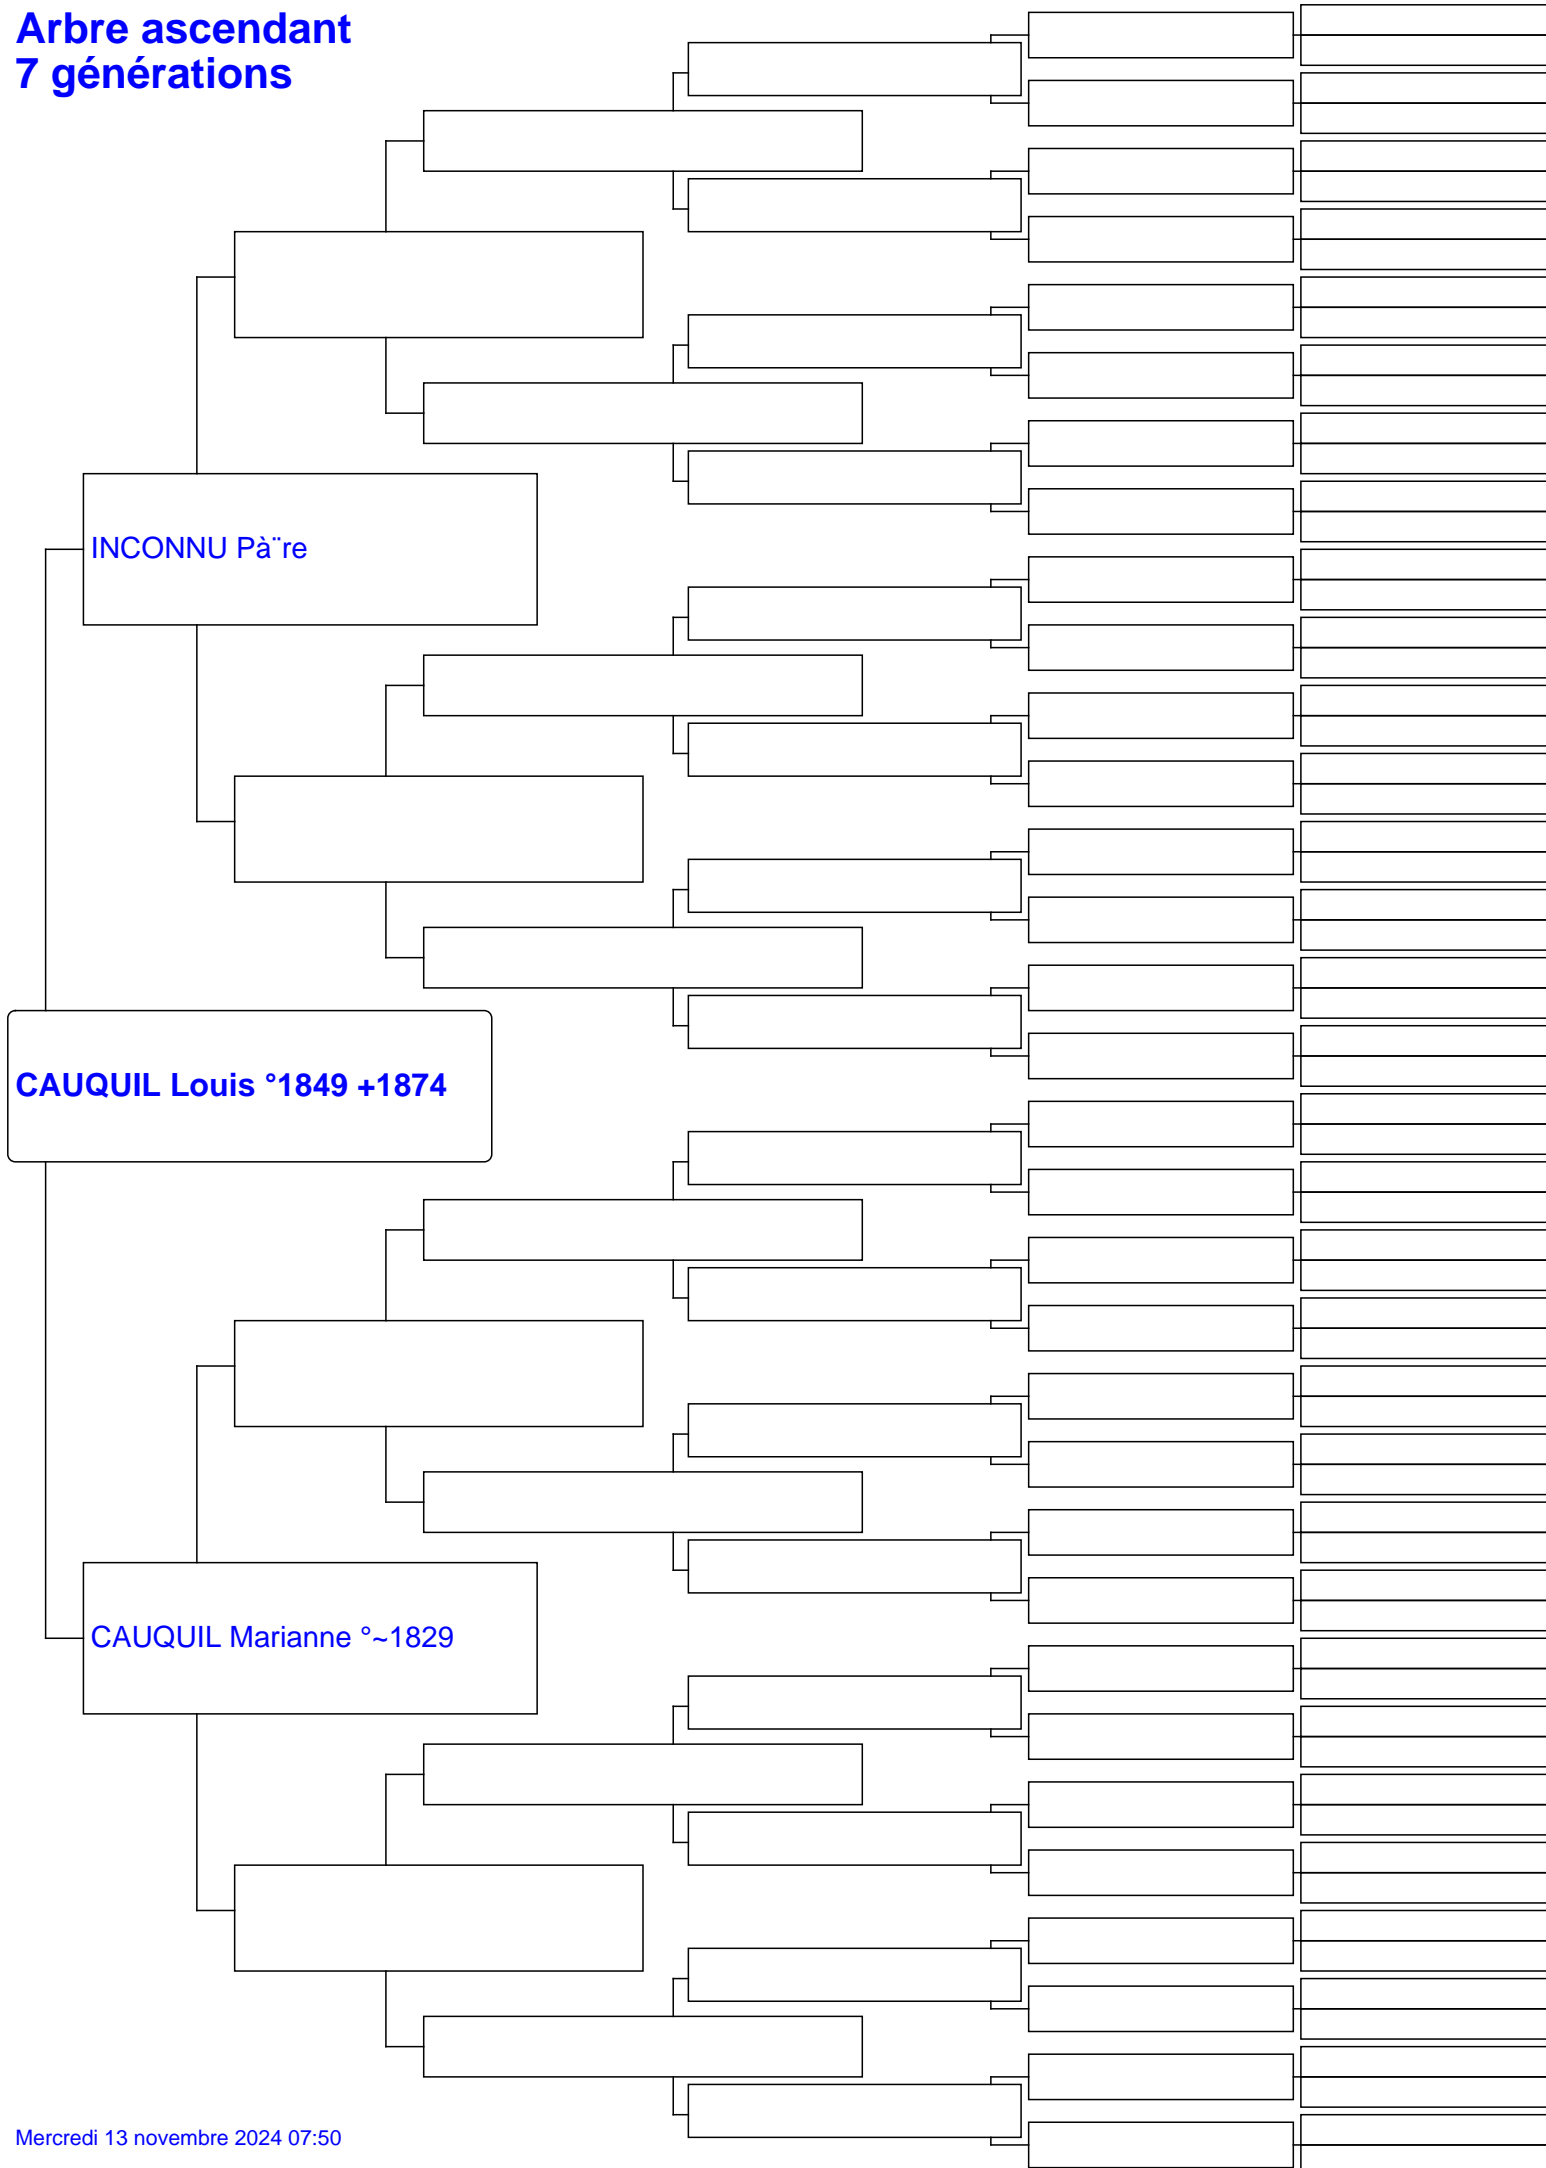 Arbre ascendant
7 générations
INCONNU Pà¨re
CAUQUIL Louis °1849 +1874
CAUQUIL Marianne °~1829
Mercredi 13 novembre 2024 07:50